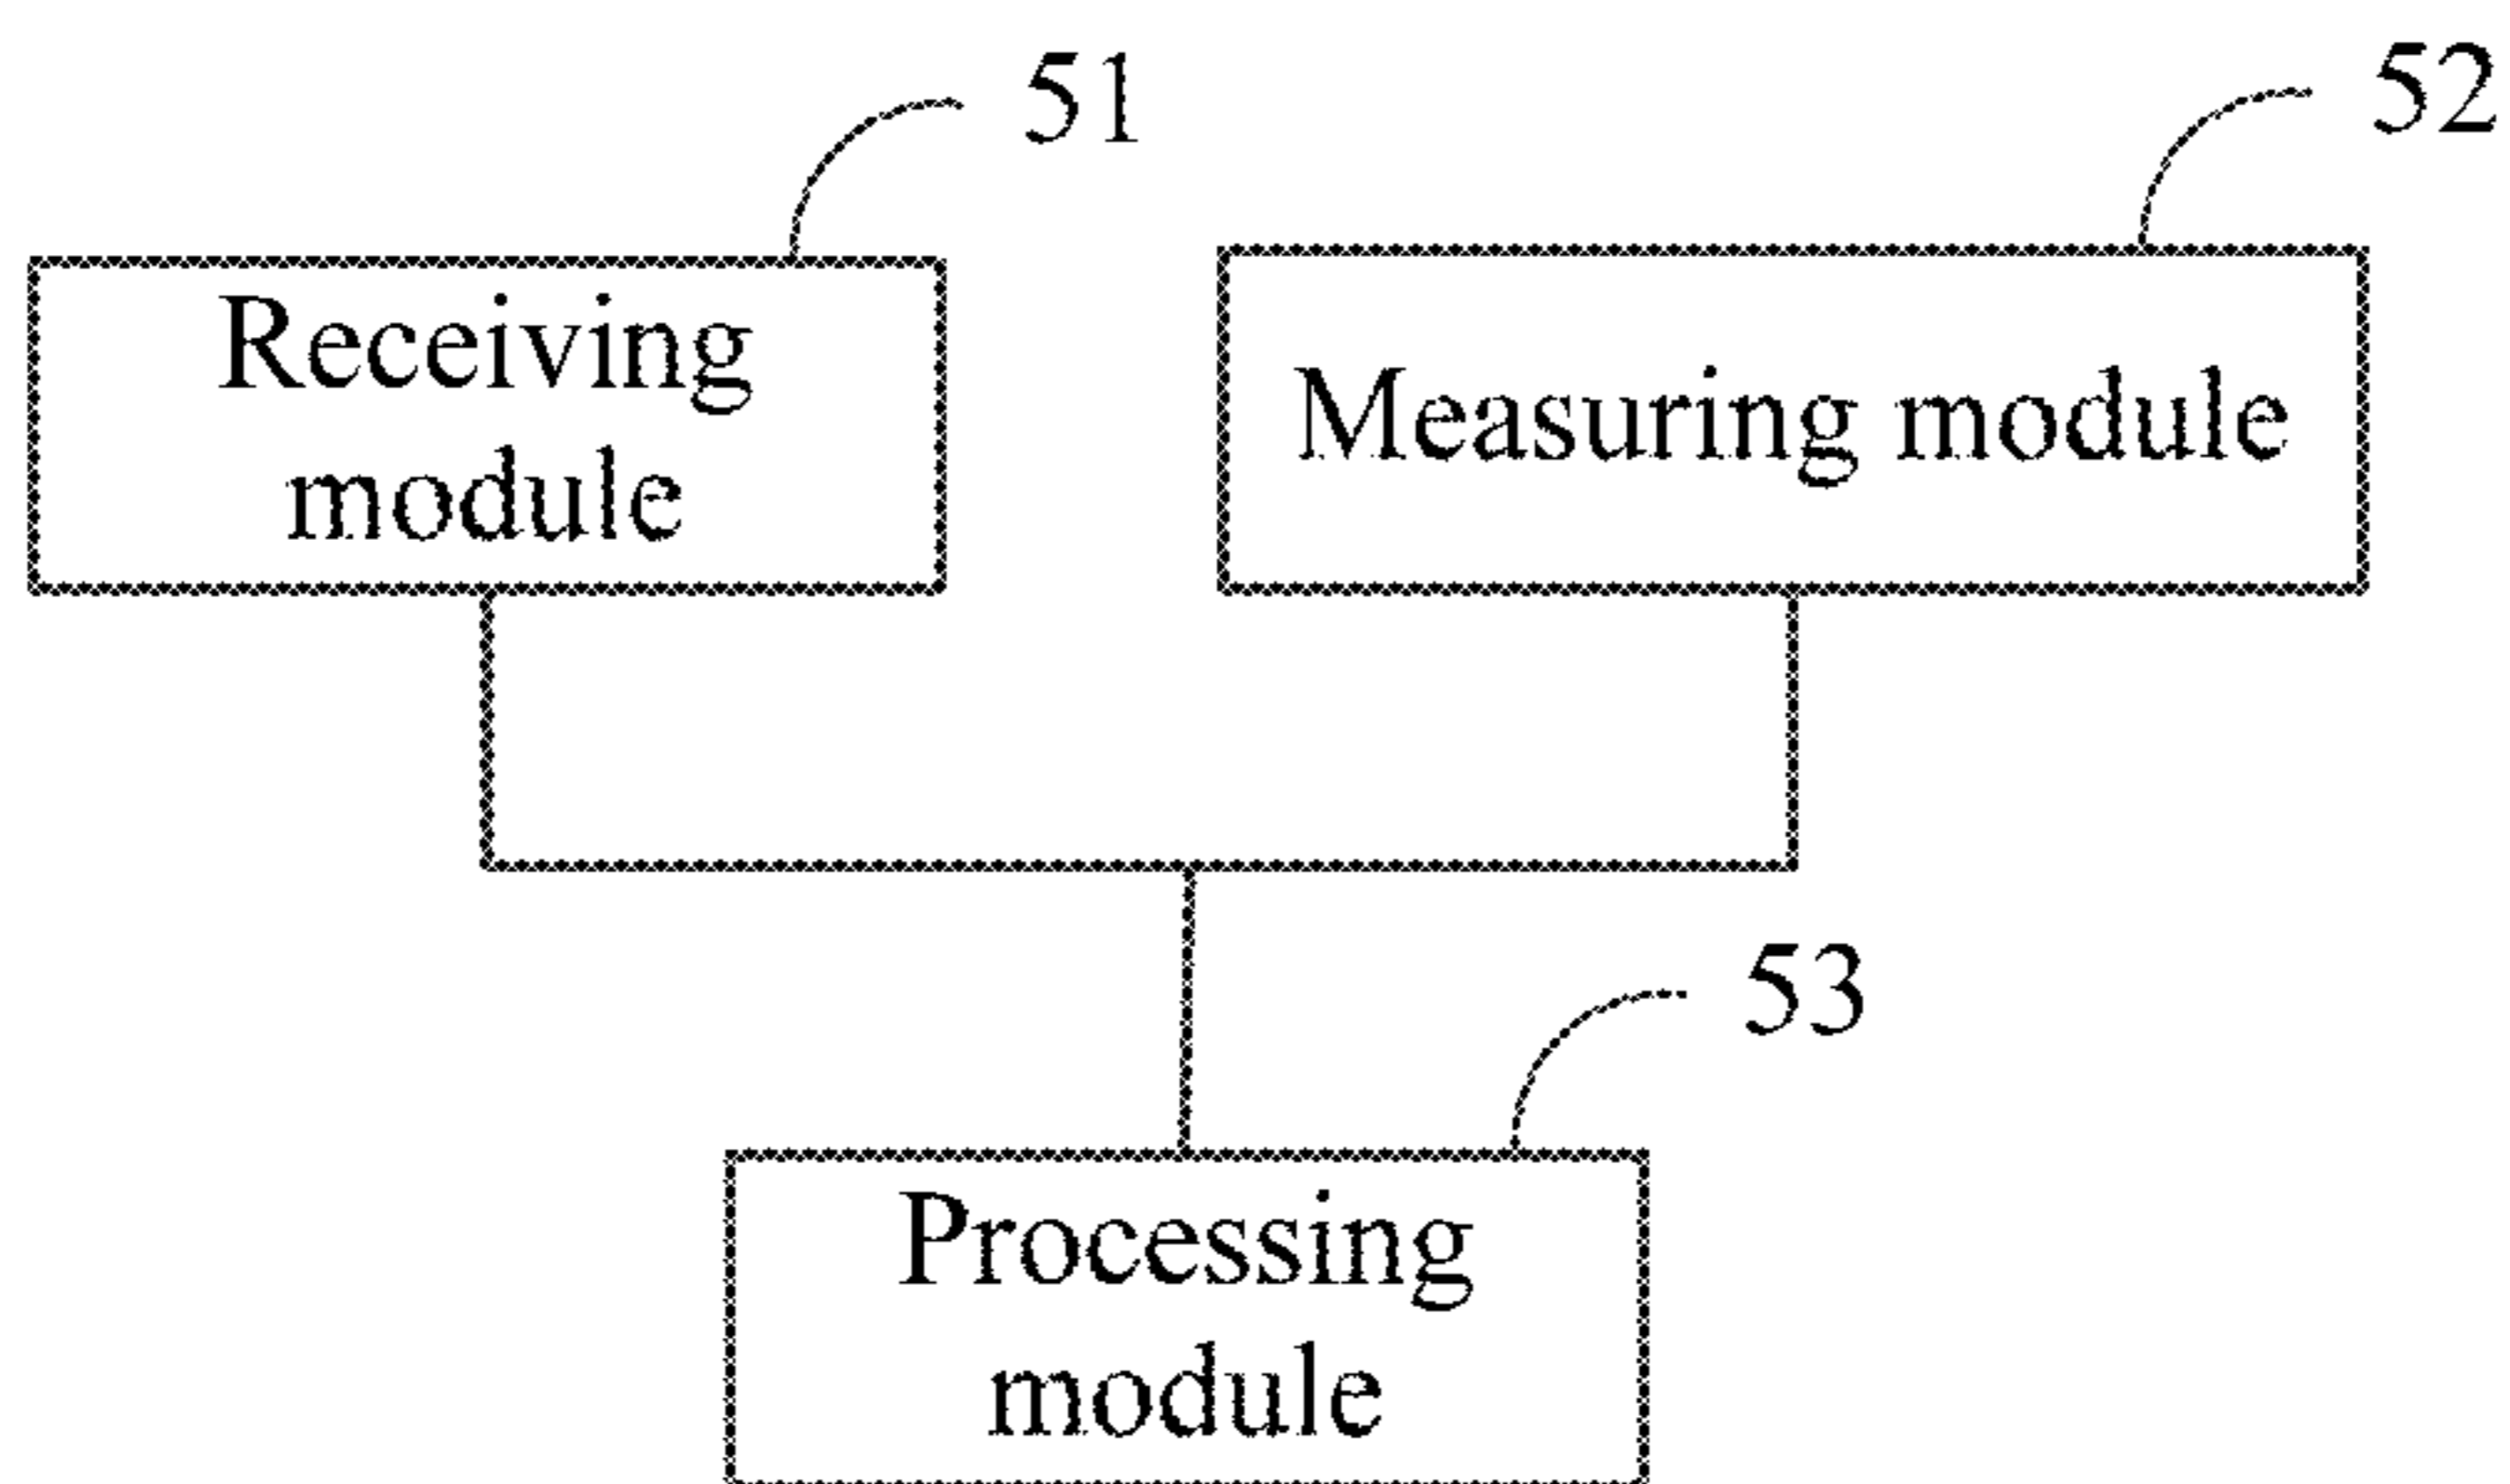 51
52
Receiving
module
Measuring module
53
Processing
module